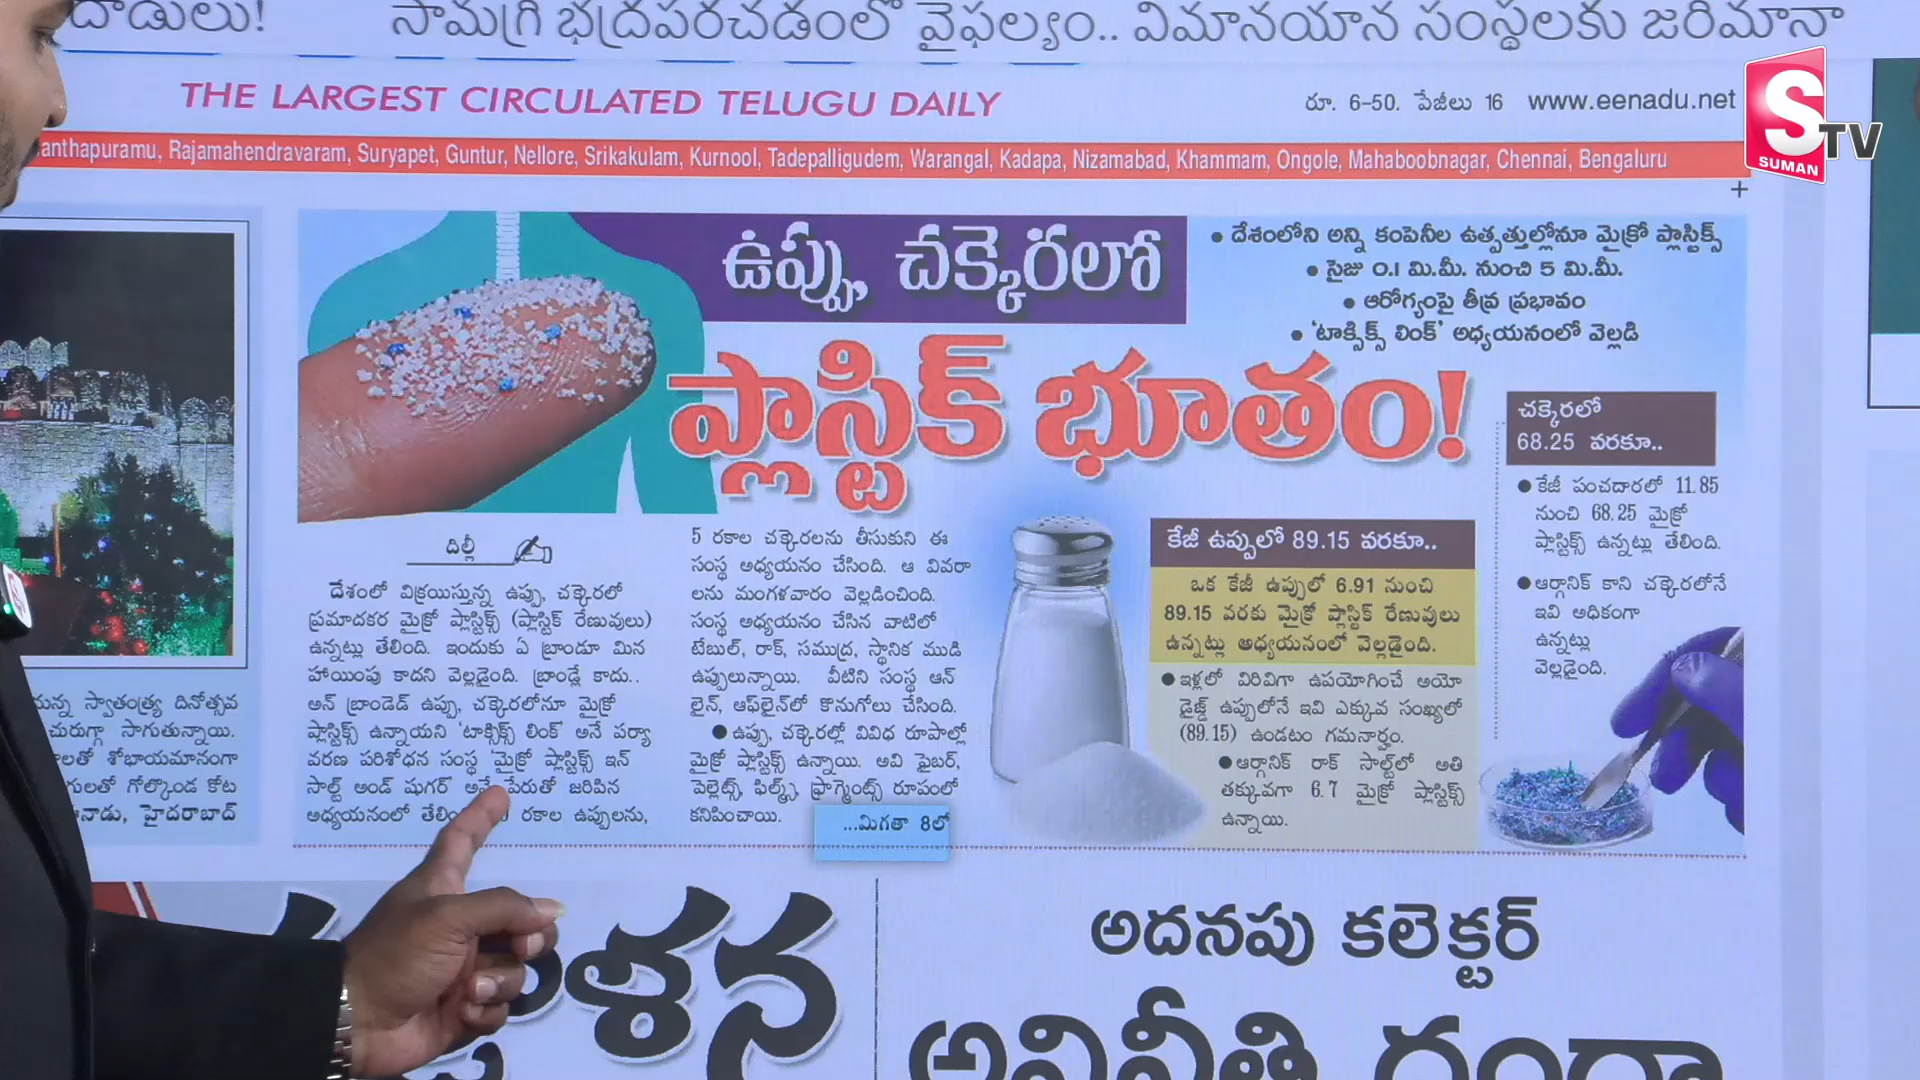 దాడులు!
సామగ్రి భద్రపరచడంలో వైఫల్యం.. విమానయాన సంస్థలకు జరిమానా
THE LARGEST CIRCULATED TELUGU DAILY
రూ. 6-50. పేజీలు 16 www.eenadu.net
S TV
SUMAN
anthapuramu, Rajamahendravaram, Suryapet, Guntur, Nellore, Srikakulam, Kurnool, Tadepalligudem, Warangal, Kadapa, Nizamabad, Khammam, Ongole, Mahaboobnagar, Chennai, Bengaluru
ఉప్పు, చక్కెరలో
ప్లాస్టిక్ భూతం!
• దేశంలోని అన్ని కంపెనీల ఉత్పత్తుల్లోనూ మైక్రో ప్లాస్టిక్స్
• సైజు 0.1 మి.మీ. నుంచి 5 మి.మీ.
• ఆరోగ్యంపై తీవ్ర ప్రభావం
• 'టాక్సిక్స్ లింక్' అధ్యయనంలో వెల్లడి
దిల్లీ
దేశంలో విక్రయిస్తున్న ఉప్పు, చక్కెరలో
ప్రమాదకర మైక్రో ప్లాస్టిక్స్ (ప్లాస్టిక్ రేణువులు)
ఉన్నట్లు తేలింది. ఇందుకు ఏ బ్రాండూ మిన
హాయింపు కాదని వెల్లడైంది. బ్రాండ్లే కాదు..
అన్ బ్రాండెడ్ ఉప్పు, చక్కెరలోనూ మైక్రో
ప్లాస్టిక్స్ ఉన్నాయని 'టాక్సిక్స్ లింక్' అనే పర్యా
వరణ పరిశోధన సంస్థ 'మైక్రో ప్లాస్టిక్స్ ఇన్
సాల్ట్ అండ్ షుగర్' అనే పేరుతో జరిపిన
అధ్యయనంలో రకాల ఉప్పులను,
5 రకాల చక్కెరలను తీసుకుని ఈ
సంస్థ అధ్యయనం చేసింది. ఆ వివరా
లను మంగళవారం వెల్లడించింది.
సంస్థ అధ్యయనం చేసిన వాటిలో
టేబుల్, రాక్, సముద్ర, స్థానిక ముడి
ఉప్పులున్నాయి. వీటిని సంస్థ ఆన్
లైన్, ఆఫ్‌లైన్‌లో కొనుగోలు చేసింది.
● ఉప్పు, చక్కెరల్లో వివిధ రూపాల్లో
మైక్రో ప్లాస్టిక్స్ ఉన్నాయి. అవి ఫైబర్,
పెల్లెట్స్, ఫిల్మ్స్, ఫ్రాగ్మెంట్స్ రూపంలో
కనిపించాయి.
...మిగతా 8లో
కేజీ ఉప్పులో 89.15 వరకూ..
ఒక కేజీ ఉప్పులో 6.91 నుంచి
89.15 వరకు మైక్రో ప్లాస్టిక్ రేణువులు
ఉన్నట్లు అధ్యయనంలో వెల్లడైంది.
● ఇళ్లలో విరివిగా ఉపయోగించే అయో
డైజ్డ్ ఉప్పులోనే ఇవి ఎక్కువ సంఖ్యలో
(89.15) ఉండటం గమనార్హం.
● ఆర్గానిక్ రాక్ సాల్ట్‌లో అతి
తక్కువగా 6.7 మైక్రో ప్లాస్టిక్స్
ఉన్నాయి.
చక్కెరలో
68.25 వరకూ..
● కేజీ పంచదారలో 11.85
నుంచి 68.25 మైక్రో
ప్లాస్టిక్స్ ఉన్నట్లు తేలింది.
● ఆర్గానిక్ కాని చక్కెరలోనే
ఇవి అధికంగా
ఉన్నట్లు
వెల్లడైంది.
స్వాతంత్ర్య దినోత్సవ
చురుగ్గా సాగుతున్నాయి.
శోభాయమానంగా
గోల్కొండ కోట
హైదరాబాద్
అదనపు కలెక్టర్